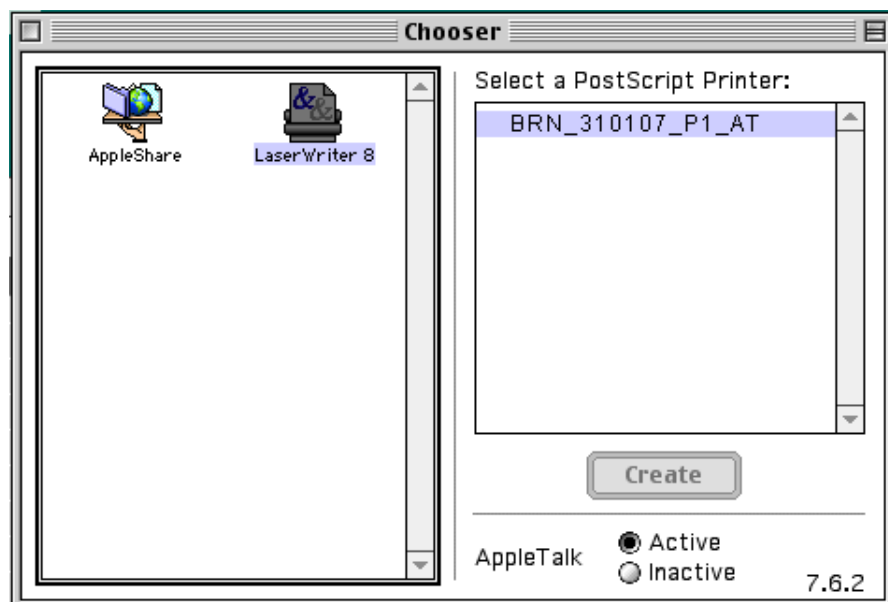 Chooser
AppleShare
LaserWriter 8
Select a PostScript Printer:
BRN_310107_P1_AT
Create
AppleTalk
Active
Inactive
7.6.2